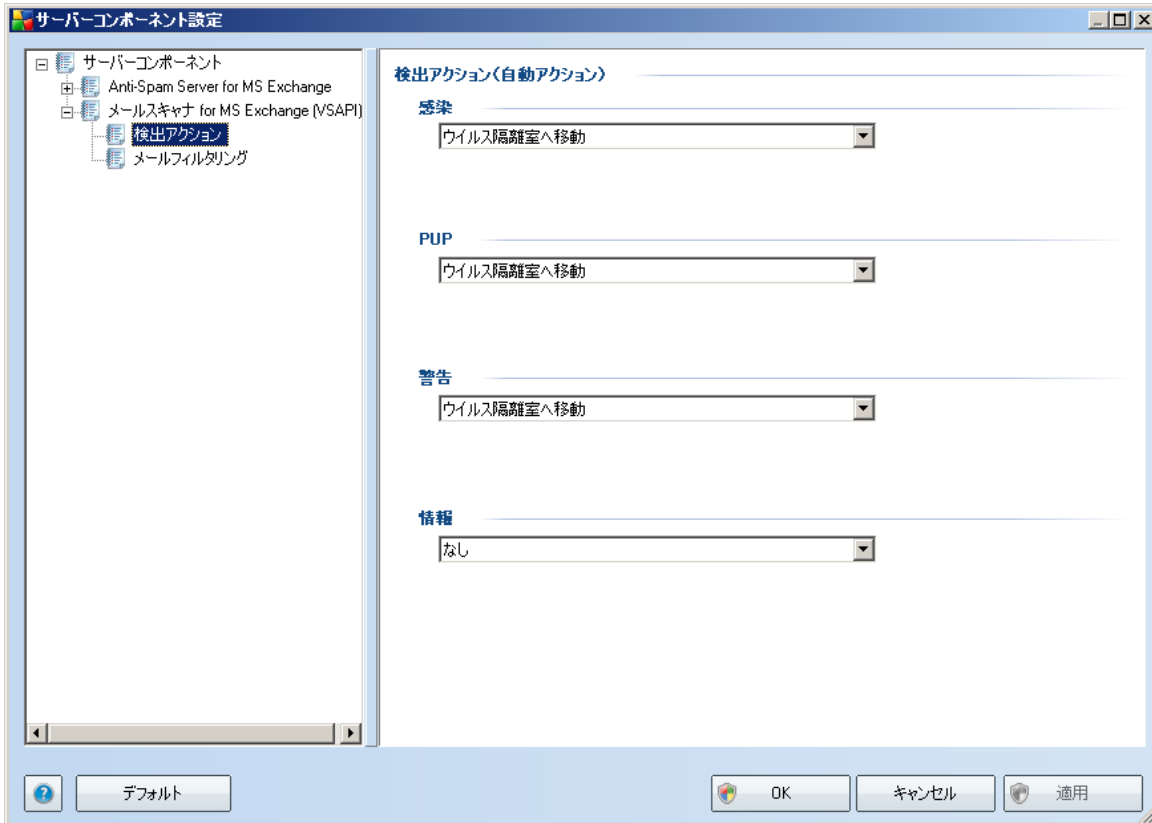 サーバーコンポーネント設定
サーバーコンポーネント
Anti-Spam Server for MS Exchange
メールスキャナ for MS Exchange (VSAPI)
検出アクション
メールフィルタリング
検出アクション(自動アクション)
感染
ウイルス隔離室へ移動
PUP
ウイルス隔離室へ移動
警告
ウイルス隔離室へ移動
情報
なし
デフォルト
OK
キャンセル
適用